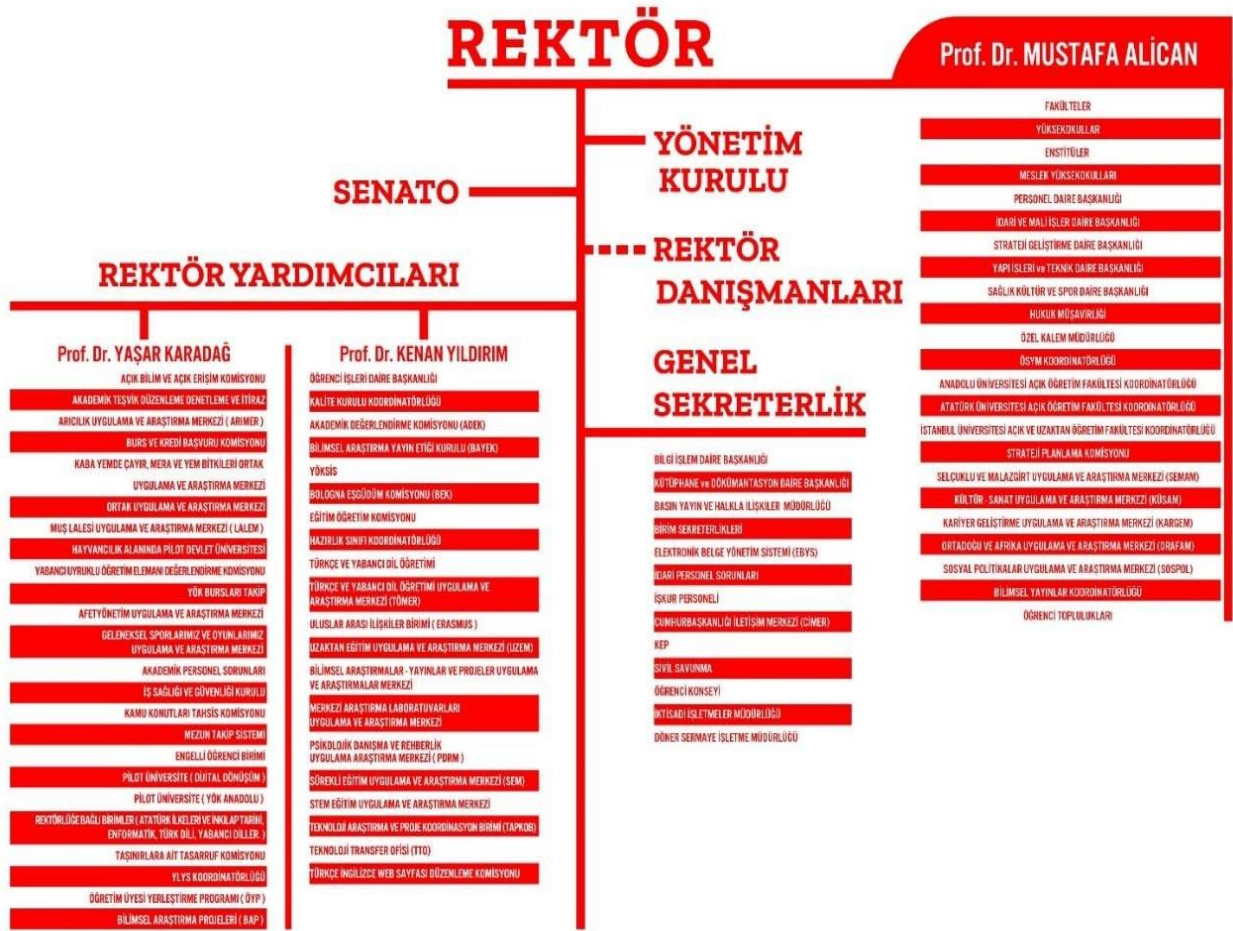 REKTÖR
Prof. Dr. MUSTAFA ALİCAN
FAKÜLTELER
YÜKSEKOKULLAR
ENSTİTÜLER
MESLEK YÜKSEKOKULLARI
PERSONEL DAİRE BAŞKANLIĞI
İDARİ VE MALİ İŞLER DAİRE BAŞKANLIĞI
STRATEJİ GELİŞTİRME DAİRE BAŞKANLIĞI
YAPI İSLERİ ve TEKNİK DAİRE BAŞKANLIĞI
SAĞLIK KÜLTÜR VE SPOR DAİRE BAŞKANLIĞI
HUKUK MÜŞAVİRLİĞİ
ÖZEL KALEM MÜDÜRLÜĞÜ
ÖSYM KOORDİNATÖRLÜĞÜ
ANADOLU ÜNİVERSİTESİ AÇIK ÖĞRETİM FAKÜLTESİ KOORDİNATÖRLÜĞÜ
ATATÜRK ÜNİVERSİTESİ AÇIK ÖĞRETİM FAKÜLTESİ KOORDİNATÖRLÜĞÜ
İSTANBUL ÜNİVERSİTESİ AÇIK VE UZAKTAN ÖĞRETİM FAKÜLTESİ KOORDİNATÖRLÜĞÜ
STRATEJİ PLANLAMA KOMİSYONU
SELÇUKLU VE MALAZGİRT UYGULAMA VE ARAŞTIRMA MERKEZİ (SEMAM)
KÜLTÜR - SANAT UYGULAMA VE ARAŞTIRMA MERKEZİ (KÜSAM)
KARİYER GELİŞTİRME UYGULAMA VE ARAŞTIRMA MERKEZİ (KARGEM)
ORTADOĞU VE AFRİKA UYGULAMA VE ARAŞTIRMA MERKEZİ (ORAFAM)
SOSYAL POLİTİKALAR UYGULAMA VE ARAŞTIRMA MERKEZİ (SOSPOL)
BİLİMSEL YAYINLAR KOORDİNATÖRLÜĞÜ
ÖĞRENCİ TOPLULUKLARI
YÖNETİM
KURULU
SENATO
REKTÖR
DANIŞMANLARI
REKTÖR YARDIMCILARI
Prof. Dr. YAŞAR KARADAĞ
AÇIK BİLİM VE AÇIK ERİŞİM KOMİSYONU
AKADEMİK TEŞVİK DÜZENLEME DENETLEME VE İTİRAZ
ARICILIK UYGULAMA VE ARAŞTIRMA MERKEZİ ( ARIMER )
BURS VE KREDİ BAŞVURU KOMİSYONU
KABA YEMDE ÇAYIR, MERA VE YEM BİTKİLERİ ORTAK
UYGULAMA VE ARAŞTIRMA MERKEZİ
ORTAK UYGULAMA VE ARAŞTIRMA MERKEZİ
MUŞ LALESİ UYGULAMA VE ARAŞTIRMA MERKEZİ ( LALEM )
HAYVANCILIK ALANINDA PİLOT DEVLET ÜNİVERSİTESİ
YABANCI UYRUKLU ÖĞRETİM ELEMANI DEĞERLENDİRME KOMİSYONU
YÖK BURSLARI TAKİP
AFETYÖNETİM UYGULAMA VE ARAŞTIRMA MERKEZİ
GELENEKSEL SPORLARIMIZ VE OYUNLARIMIZ
UYGULAMA VE ARAŞTIRMA MERKEZİ
AKADEMİK PERSONEL SORUNLARI
İŞ SAĞLIĞI VE GÜVENLİĞİ KURULU
KAMU KONUTLARI TAHSİS KOMİSYONU
MEZUN TAKİP SİSTEMİ
ENGELLİ ÖĞRENCİ BİRİMİ
PİLOT ÜNİVERSİTE ( DİJİTAL DÖNÜŞÜM )
PİLOT ÜNİVERSİTE ( YÖK ANADOLU )
REKTÖRLÜĞE BAĞLI BİRİMLER ( ATATÜRK İLKELERİ VE İNKILAP TARİHİ,
ENFORMATİK, TÜRK DİLİ, YABANCI DİLLER. )
TAŞINIRLARA AİT TASARRUF KOMİSYONU
YLYS KOORDİNATÖRLÜĞÜ
ÖĞRETİM ÜYESİ YERLEŞTİRME PROGRAMI ( ÖYP )
BİLİMSEL ARAŞTIRMA PROJELERİ ( BAP )
Prof. Dr. KENAN YILDIRIM
ÖĞRENCİ İŞLERİ DAİRE BAŞKANLIĞI
KALİTE KURULU KOORDİNATÖRLÜĞÜ
AKADEMİK DEĞERLENDİRME KOMİSYONU (ADEK)
BİLİMSEL ARAŞTIRMA YAYIN ETİĞİ KURULU (BAYEK)
YÖKSİS
BOLOGNA EŞGÜDÜM KOMİSYONU (BEK)
EĞİTİM ÖĞRETİM KOMİSYONU
HAZIRLIK SINIFI KOORDİNATÖRLÜĞÜ
TÜRKÇE VE YABANCI DİL ÖĞRETİMİ
TÜRKÇE VE YABANCI DİL ÖĞRETİMİ UYGULAMA VE
ARAŞTIRMA MERKEZİ (TÖMER)
ULUSLAR ARASI İLİŞKİLER BİRİMİ ( ERASMUS )
UZAKTAN EĞİTİM UYGULAMA VE ARAŞTIRMA MERKEZİ (UZEM)
BİLİMSEL ARAŞTIRMALAR - YAYINLAR VE PROJELER UYGULAMA
VE ARAŞTIRMALAR MERKEZİ
MERKEZİ ARAŞTIRMA LABORATUVARLARI
UYGULAMA VE ARAŞTIRMA MERKEZİ
PSİKOLOJİK DANIŞMA VE REHBERLİK
UYGULAMA ARAŞTIRMA MERKEZİ ( PDRM )
SÜREKLİ EĞİTİM UYGULAMA VE ARAŞTIRMA MERKEZİ (SEM)
STEM EĞİTİM UYGULAMA VE ARAŞTIRMA MERKEZİ
TEKNOLOJİ ARAŞTIRMA VE PROJE KOORDİNASYON BİRİMİ (TAPKOB)
TEKNOLOJİ TRANSFER OFİSİ (TTO)
TÜRKÇE İNGİLİZCE WEB SAYFASI DÜZENLEME KOMİSYONU
GENEL
SEKRETERLİK
BİLGİ İŞLEM DAİRE BAŞKANLIĞI
KÜTÜPHANE ve DÖKÜMANTASYON DAİRE BAŞKANLIĞI
BASIN YAYIN VE HALKLA İLİŞKİLER MÜDÜRLÜĞÜ
BİRİM SEKRETERLİKLERİ
ELEKTRONİK BELGE YÖNETİM SİSTEMİ (EBYS)
İDARİ PERSONEL SORUNLARI
İŞKUR PERSONELİ
CUMHURBAŞKANLIĞI İLETİŞİM MERKEZİ (CİMER)
KEP
SİVİL SAVUNMA
ÖĞRENCİ KONSEYİ
İKTİSADİ İŞLETMELER MÜDÜRLÜĞÜ
DÖNER SERMAYE İŞLETME MÜDÜRLÜĞÜ